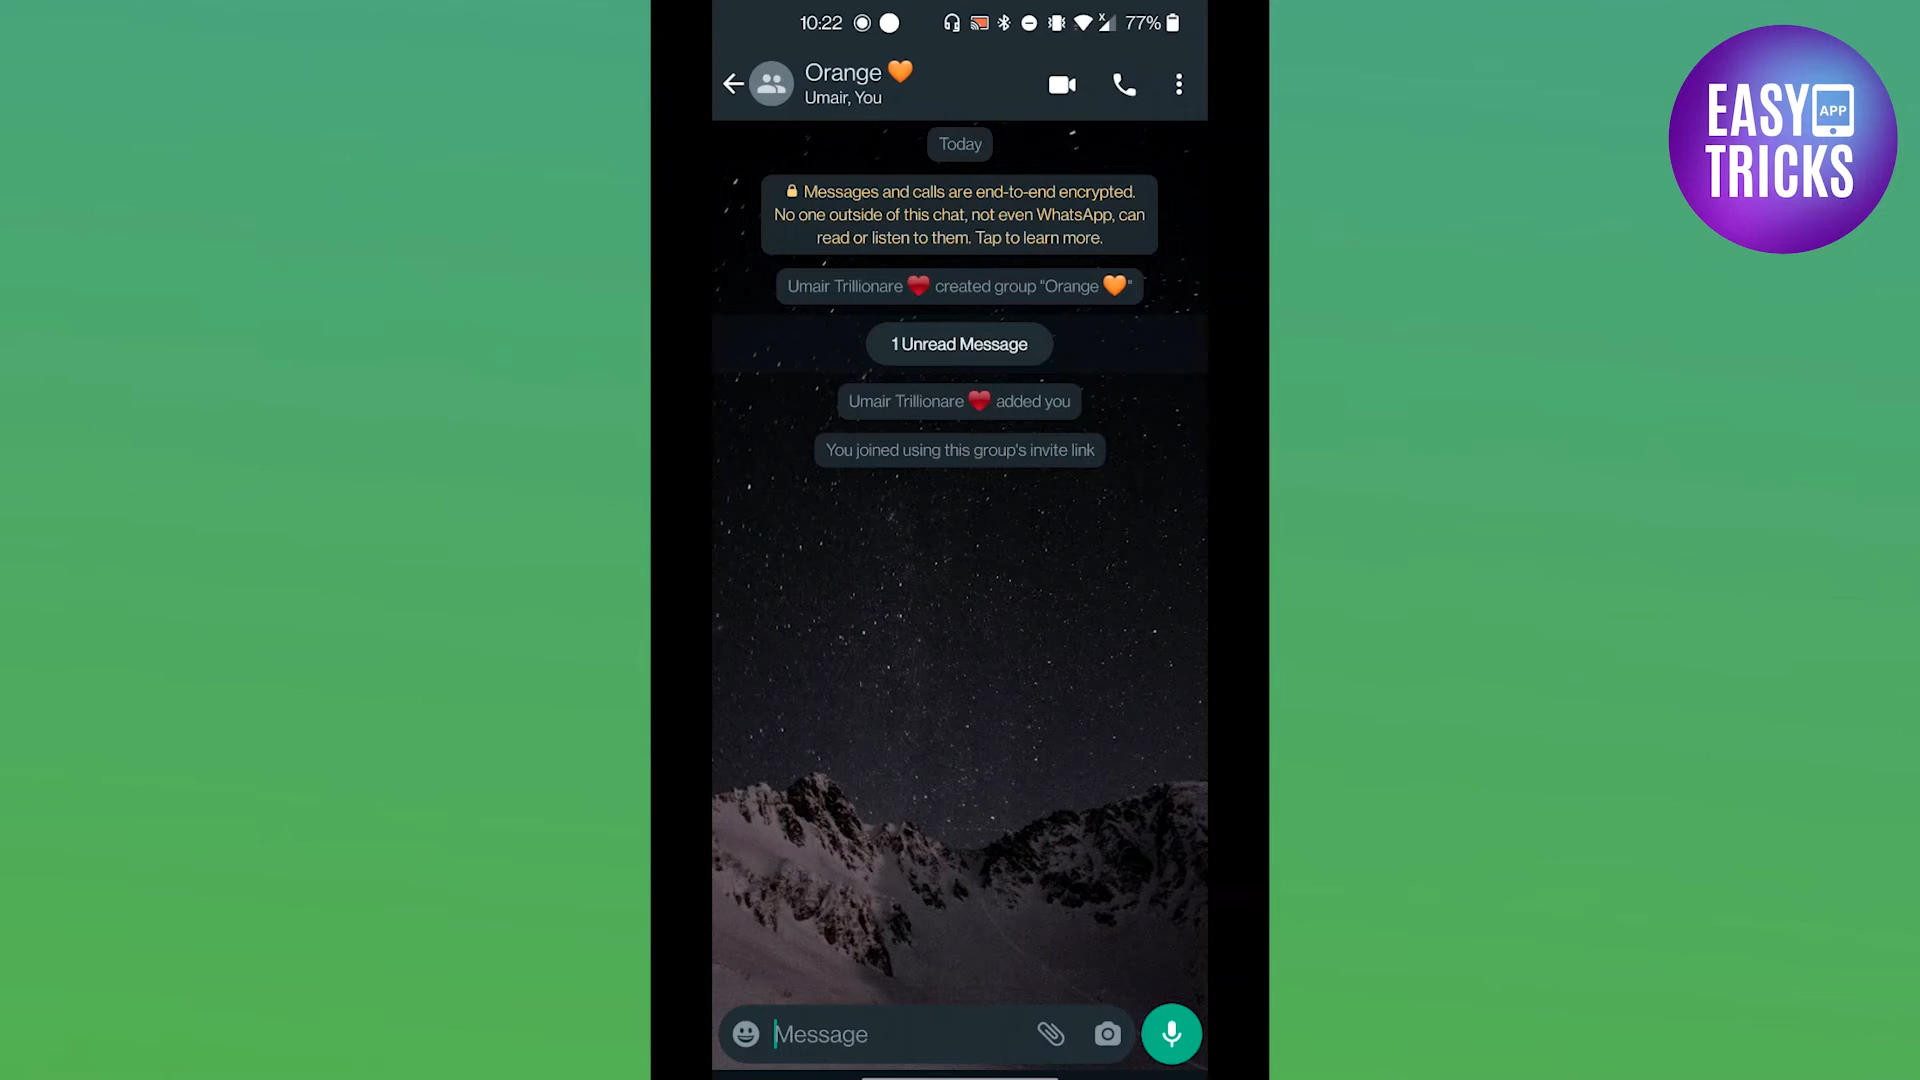 10:22
77%
Orange 🧡
Umair, You
Today
🔒 Messages and calls are end-to-end encrypted.
No one outside of this chat, not even WhatsApp, can
read or listen to them. Tap to learn more.
Umair Trillionare ❤️ created group "Orange 🧡"
1 Unread Message
Umair Trillionare ❤️ added you
You joined using this group's invite link
Message
EASY APP
TRICKS